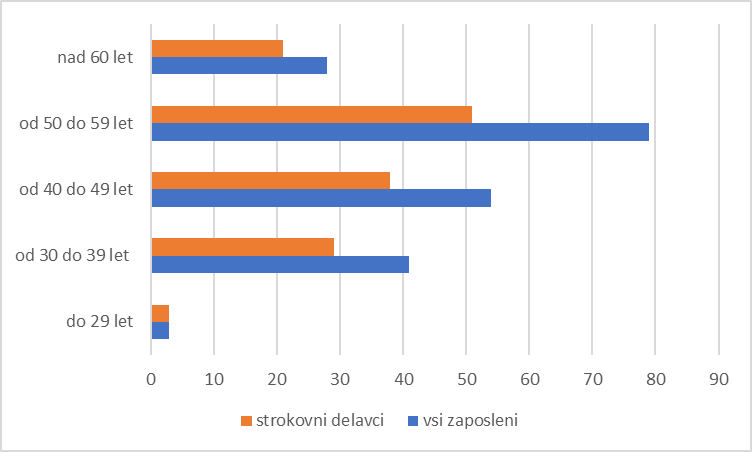 nad 60 let
od 50 do 59 let
od 40 do 49 let
od 30 do 39 let
do 29 let
0 10 20 30 40 50 60 70 80 90
strokovni delavci vsi zaposleni